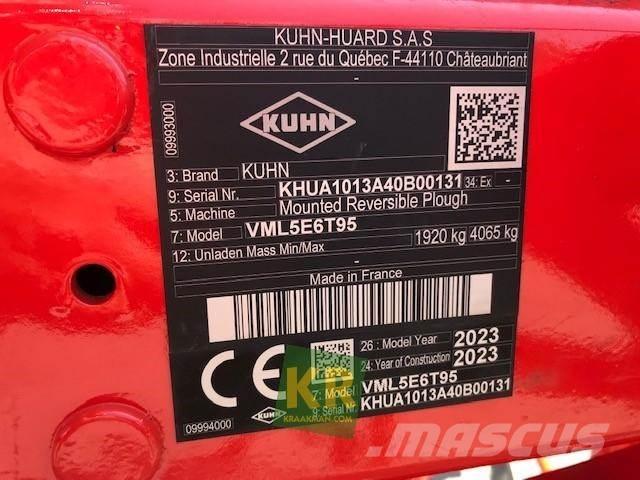 KUHN-HUARD S.A.S
Zone Industrielle 2 rue du Québec F-44110 Châteaubriant
-
09993000
KUHN
3: Brand KUHN
9: Serial Nr. KHUA1013A40B00131 34: Ex -
5: Machine Mounted Reversible Plough
7: Model VML5E6T95
12: Unladen Mass Min/Max 1920 kg 4065 kg
-
Made in France
26: Model Year 2023
24: Year of Construction 2023
CE
7: Model VML5E6T95
KUHN 9: Serial Nr. KHUA1013A40B00131
09994000
KR
KRAAKMAN.COM
MASCUS